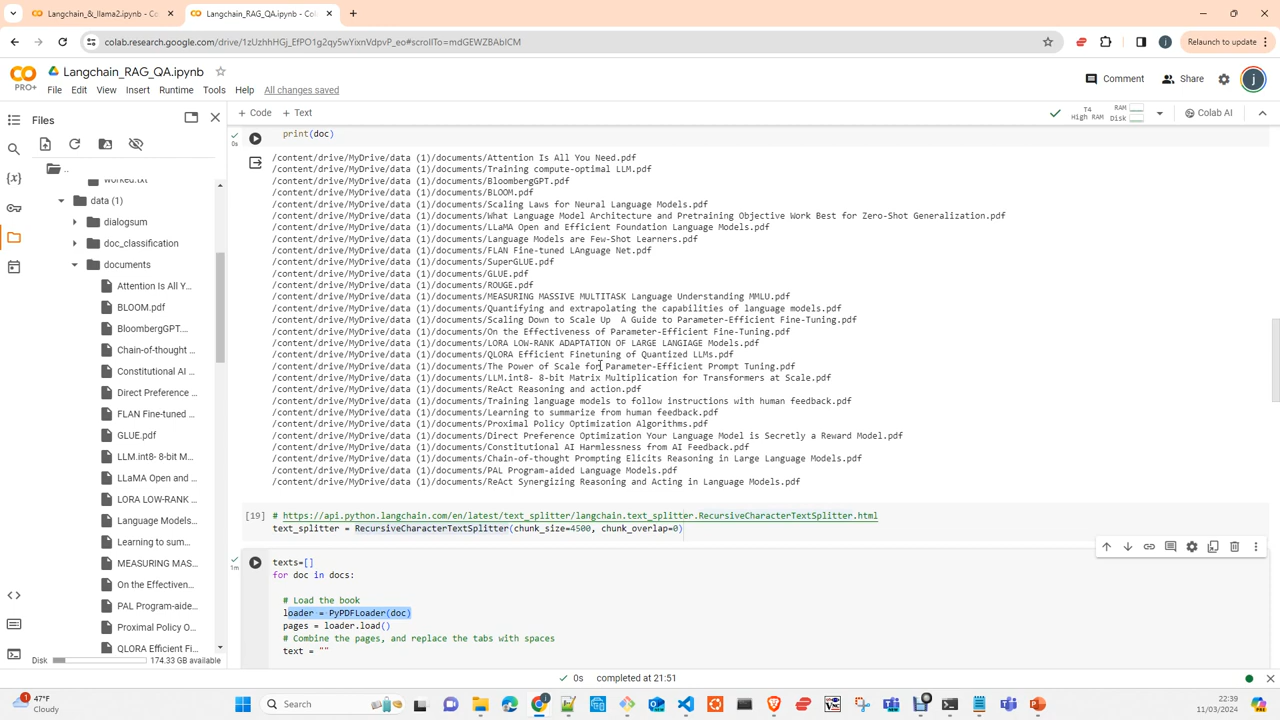 Langchain_&_llama2.ipynb - Co
Langchain_RAG_QA.ipynb - Col
colab.research.google.com/drive/1zUzhhHGj_EfPO1g2qy5wYixnVdpvP_eo#scrollTo=mdGEWZBAbICM
Relaunch to update
PRO+
Langchain_RAG_QA.ipynb
File Edit View Insert Runtime Tools Help All changes saved
Comment Share
Files
+ Code + Text
T4
High RAM
RAM
Disk
Colab AI
..
worked.txt
data (1)
dialogsum
doc_classification
documents
Attention Is All Y...
BLOOM.pdf
BloombergGPT....
Chain-of-thought ...
Constitutional AI ...
Direct Preference ...
FLAN Fine-tuned ...
GLUE.pdf
LLM.int8- 8-bit M...
LLaMA Open and ...
LORA LOW-RANK ...
Language Models...
Learning to sum...
MEASURING MAS...
On the Effectiven...
PAL Program-aide...
Proximal Policy O...
QLORA Efficient Fi...
Disk 174.33 GB available
0s
print(doc)
/content/drive/MyDrive/data (1)/documents/Attention Is All You Need.pdf
/content/drive/MyDrive/data (1)/documents/Training compute-optimal LLM.pdf
/content/drive/MyDrive/data (1)/documents/BloombergGPT.pdf
/content/drive/MyDrive/data (1)/documents/BLOOM.pdf
/content/drive/MyDrive/data (1)/documents/Scaling Laws for Neural Language Models.pdf
/content/drive/MyDrive/data (1)/documents/What Language Model Architecture and Pretraining Objective Work Best for Zero-Shot Generalization.pdf
/content/drive/MyDrive/data (1)/documents/LLaMA Open and Efficient Foundation Language Models.pdf
/content/drive/MyDrive/data (1)/documents/Language Models are Few-Shot Learners.pdf
/content/drive/MyDrive/data (1)/documents/FLAN Fine-tuned LAnguage Net.pdf
/content/drive/MyDrive/data (1)/documents/SuperGLUE.pdf
/content/drive/MyDrive/data (1)/documents/GLUE.pdf
/content/drive/MyDrive/data (1)/documents/ROUGE.pdf
/content/drive/MyDrive/data (1)/documents/MEASURING MASSIVE MULTITASK Language Understanding MMLU.pdf
/content/drive/MyDrive/data (1)/documents/Quantifying and extrapolating the capabilities of language models.pdf
/content/drive/MyDrive/data (1)/documents/Scaling Down to Scale Up  A Guide to Parameter-Efficient Fine-Tuning.pdf
/content/drive/MyDrive/data (1)/documents/On the Effectiveness of Parameter-Efficient Fine-Tuning.pdf
/content/drive/MyDrive/data (1)/documents/LORA LOW-RANK ADAPTATION OF LARGE LANGIAGE Models.pdf
/content/drive/MyDrive/data (1)/documents/QLORA Efficient Finetuning of Quantized LLMs.pdf
/content/drive/MyDrive/data (1)/documents/The Power of Scale for Parameter-Efficient Prompt Tuning.pdf
/content/drive/MyDrive/data (1)/documents/LLM.int8- 8-bit Matrix Multiplication for Transformers at Scale.pdf
/content/drive/MyDrive/data (1)/documents/ReAct Reasoning and action.pdf
/content/drive/MyDrive/data (1)/documents/Training language models to follow instructions with human feedback.pdf
/content/drive/MyDrive/data (1)/documents/Learning to summarize from human feedback.pdf
/content/drive/MyDrive/data (1)/documents/Proximal Policy Optimization Algorithms.pdf
/content/drive/MyDrive/data (1)/documents/Direct Preference Optimization Your Language Model is Secretly a Reward Model.pdf
/content/drive/MyDrive/data (1)/documents/Constitutional AI Harmlessness from AI Feedback.pdf
/content/drive/MyDrive/data (1)/documents/Chain-of-thought Prompting Elicits Reasoning in Large Language Models.pdf
/content/drive/MyDrive/data (1)/documents/PAL Program-aided Language Models.pdf
/content/drive/MyDrive/data (1)/documents/ReAct Synergizing Reasoning and Acting in Language Models.pdf
[19] # https://api.python.langchain.com/en/latest/text_splitter/langchain.text_splitter.RecursiveCharacterTextSplitter.html
text_splitter = RecursiveCharacterTextSplitter(chunk_size=4500, chunk_overlap=0)
1m
texts=[]
for doc in docs:
# Load the book
loader = PyPDFLoader(doc)
pages = loader.load()
# Combine the pages, and replace the tabs with spaces
text = ""
0s completed at 21:51
1
47°F
Cloudy
Search
22:39
11/03/2024